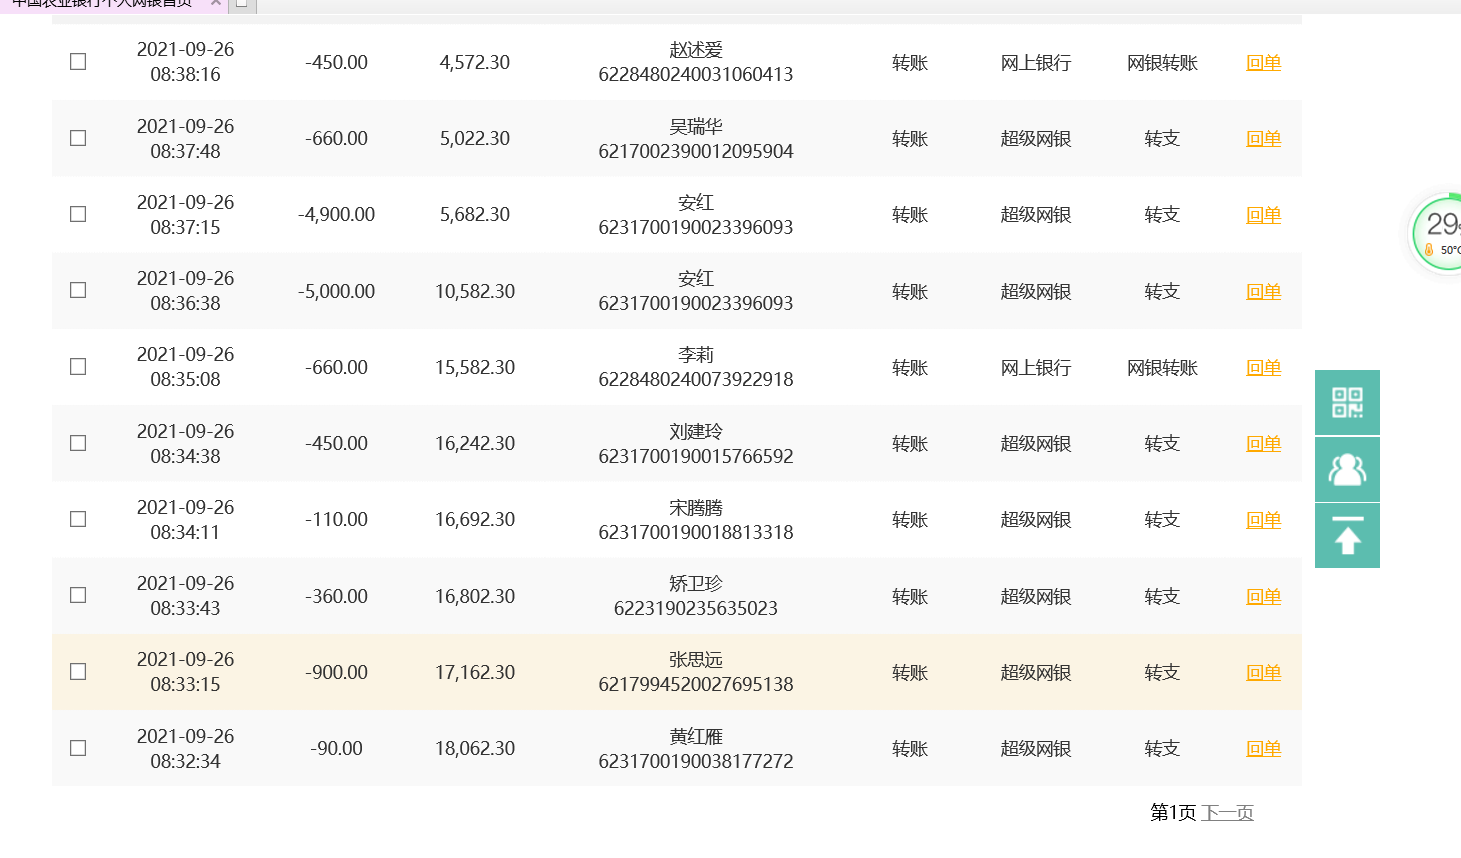 中国农业银行个人网银首页
2021-09-26
08:38:16
-450.00
4,572.30
赵述爱
6228480240031060413
转账
网上银行
网银转账
回单
2021-09-26
08:37:48
-660.00
5,022.30
吴瑞华
6217002390012095904
转账
超级网银
转支
回单
2021-09-26
08:37:15
-4,900.00
5,682.30
安红
6231700190023396093
转账
超级网银
转支
回单
2021-09-26
08:36:38
-5,000.00
10,582.30
安红
6231700190023396093
转账
超级网银
转支
回单
2021-09-26
08:35:08
-660.00
15,582.30
李莉
6228480240073922918
转账
网上银行
网银转账
回单
2021-09-26
08:34:38
-450.00
16,242.30
刘建玲
6231700190015766592
转账
超级网银
转支
回单
2021-09-26
08:34:11
-110.00
16,692.30
宋腾腾
6231700190018813318
转账
超级网银
转支
回单
2021-09-26
08:33:43
-360.00
16,802.30
矫卫珍
6223190235635023
转账
超级网银
转支
回单
2021-09-26
08:33:15
-900.00
17,162.30
张思远
6217994520027695138
转账
超级网银
转支
回单
2021-09-26
08:32:34
-90.00
18,062.30
黄红雁
6231700190038177272
转账
超级网银
转支
回单
第1页 下一页
29%
50°C